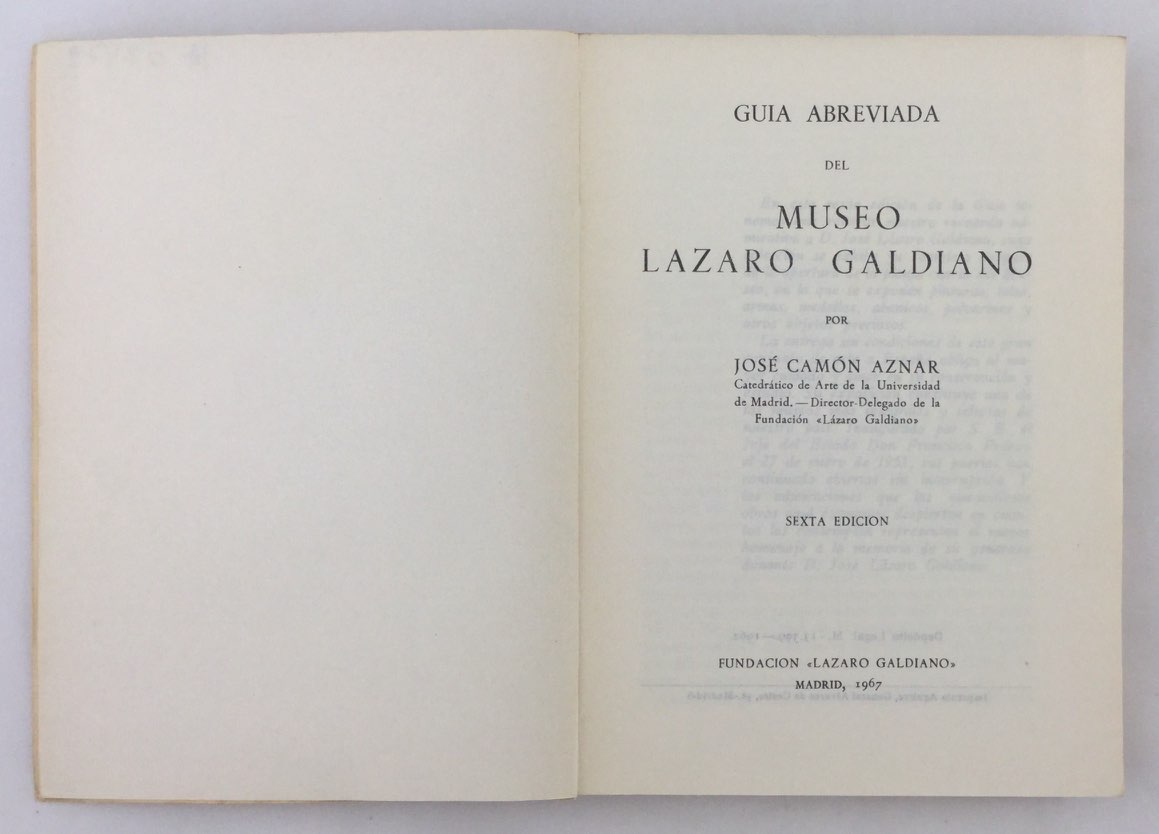 GUIA ABREVIADA
DEL
MUSEO
LAZARO GALDIANO
POR
JOSÉ CAMÓN AZNAR
Catedrático de Arte de la Universidad
de Madrid.—Director-Delegado de la
Fundación «Lázaro Galdiano»
SEXTA EDICION
FUNDACION «LAZARO GALDIANO»
MADRID, 1967